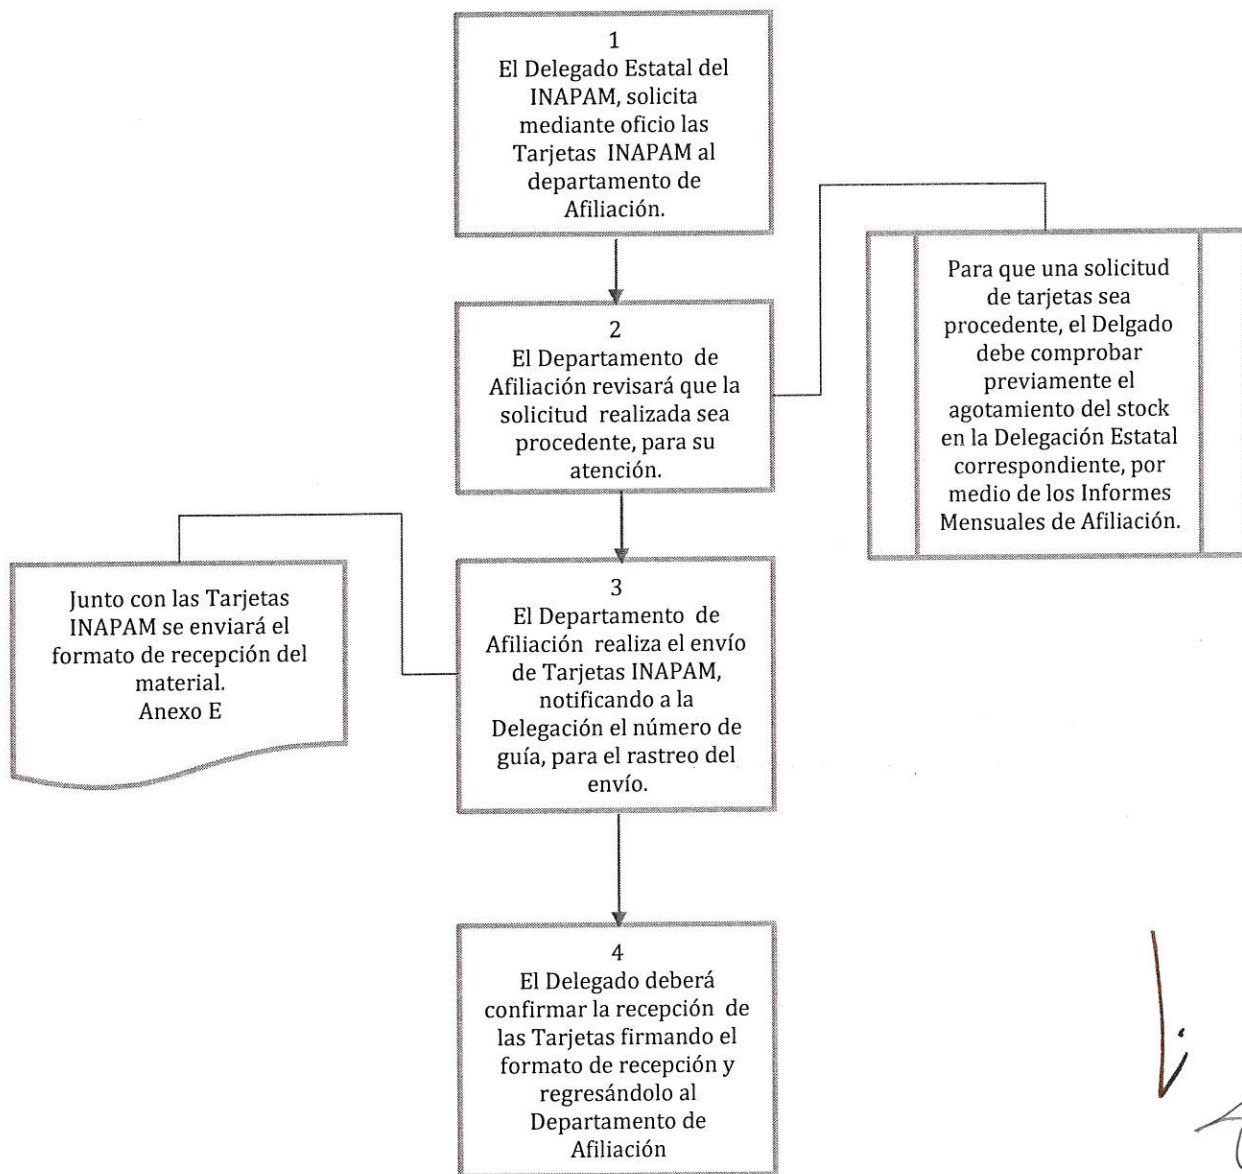 1
El Delegado Estatal del
INAPAM, solicita
mediante oficio las
Tarjetas INAPAM al
departamento de
Afiliación.
2
El Departamento de
Afiliación revisará que la
solicitud realizada sea
procedente, para su
atención.
Para que una solicitud
de tarjetas sea
procedente, el Delgado
debe comprobar
previamente el
agotamiento del stock
en la Delegación Estatal
correspondiente, por
medio de los Informes
Mensuales de Afiliación.
3
El Departamento de
Afiliación realiza el envío
de Tarjetas INAPAM,
notificando a la
Delegación el número de
guía, para el rastreo del
envío.
Junto con las Tarjetas
INAPAM se enviará el
formato de recepción del
material.
Anexo E
4
El Delegado deberá
confirmar la recepción de
las Tarjetas firmando el
formato de recepción y
regresándolo al
Departamento de
Afiliación